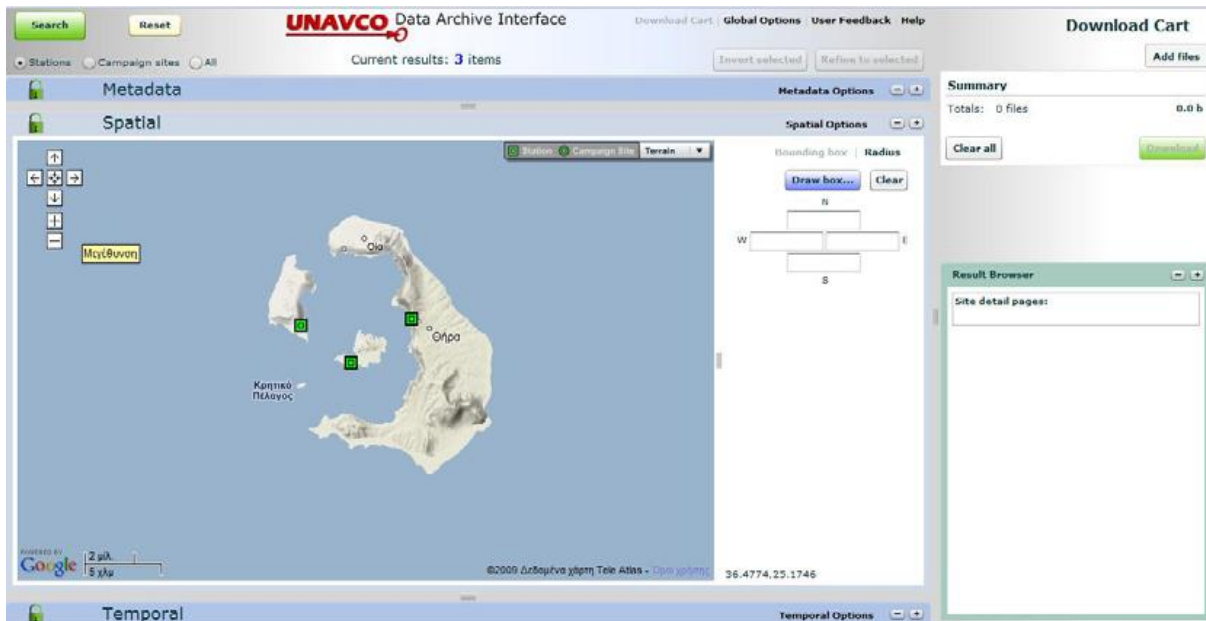 Search
Reset
UNAVCO Data Archive Interface
Download Cart | Global Options User Feedback Help
Download Cart
Stations Campaign sites All
Current results: 3 items
Invert selected
Refine to selected
Add files
Metadata
Metadata Options
Summary
Totals: 0 files 0.0 b
Spatial
Spatial Options
Clear all
Download
Station Campaign Site Terrain
Bounding box | Radius
Draw box...
Clear
N
W E
S
Μεγέθυνση
Οία
Θήρα
Κρητικό
Πέλαγος
Result Browser
Site detail pages:
POWERED BY
Google
2 μίλ.
5 χλμ
©2009 Δεδομένα χάρτη Tele Atlas - Όροι χρήσης
36.4774,25.1746
Temporal
Temporal Options